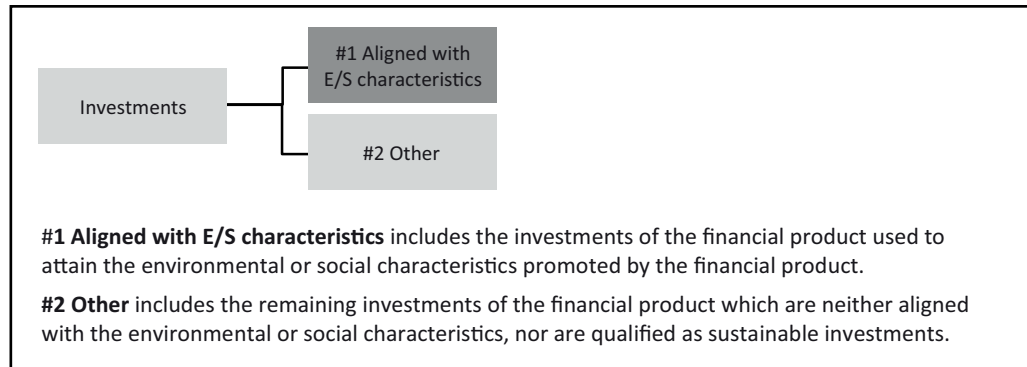 #1 Aligned with
E/S characteristics
Investments
#2 Other
#1 Aligned with E/S characteristics includes the investments of the financial product used to
attain the environmental or social characteristics promoted by the financial product.
#2 Other includes the remaining investments of the financial product which are neither aligned
with the environmental or social characteristics, nor are qualified as sustainable investments.